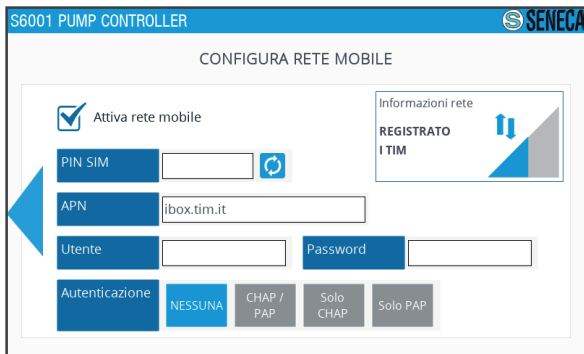 S6001 PUMP CONTROLLER
S SENECA
CONFIGURA RETE MOBILE
Attiva rete mobile
Informazioni rete
REGISTRATO
I TIM
PIN SIM
APN
ibox.tim.it
Utente
Password
Autenticazione
NESSUNA
CHAP /
PAP
Solo
CHAP
Solo PAP